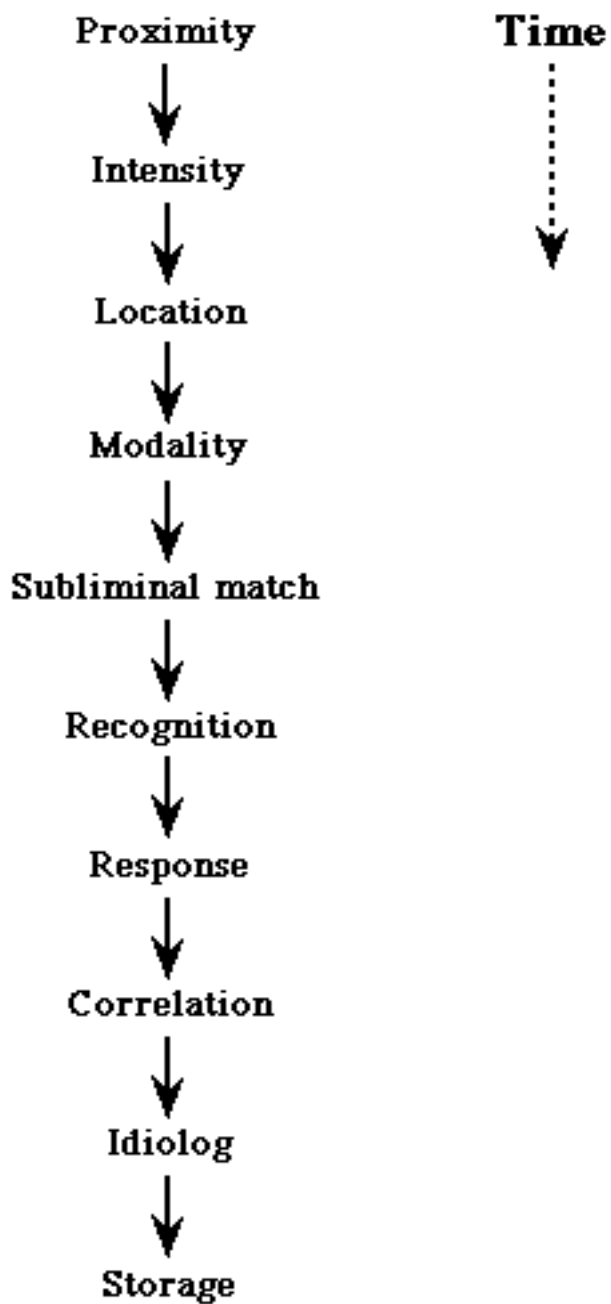 Proximity
Time
Intensity
Location
Modality
Subliminal match
Recognition
Response
Correlation
Idiolog
Storage